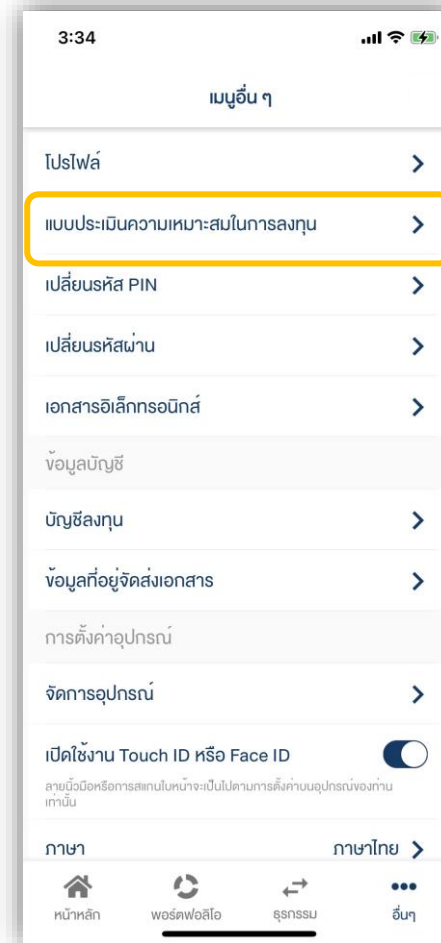 3:34
เมนูอื่น ๆ
โปรไฟล์
แบบประเมินความเหมาะสมในการลงทุน
เปลี่ยนรหัส PIN
เปลี่ยนรหัสผ่าน
เอกสารอิเล็กทรอนิกส์
ข้อมูลบัญชี
บัญชีลงทุน
ข้อมูลที่อยู่จัดส่งเอกสาร
การตั้งค่าอุปกรณ์
จัดการอุปกรณ์
เปิดใช้งาน Touch ID หรือ Face ID
ลายนิ้วมือหรือการสแกนใบหน้าจะเป็นไปตามการตั้งค่าบนอุปกรณ์ของท่าน
เท่านั้น
ภาษา ภาษาไทย
หน้าหลัก พอร์ตฟอลิโอ ธุรกรรม อื่นๆ